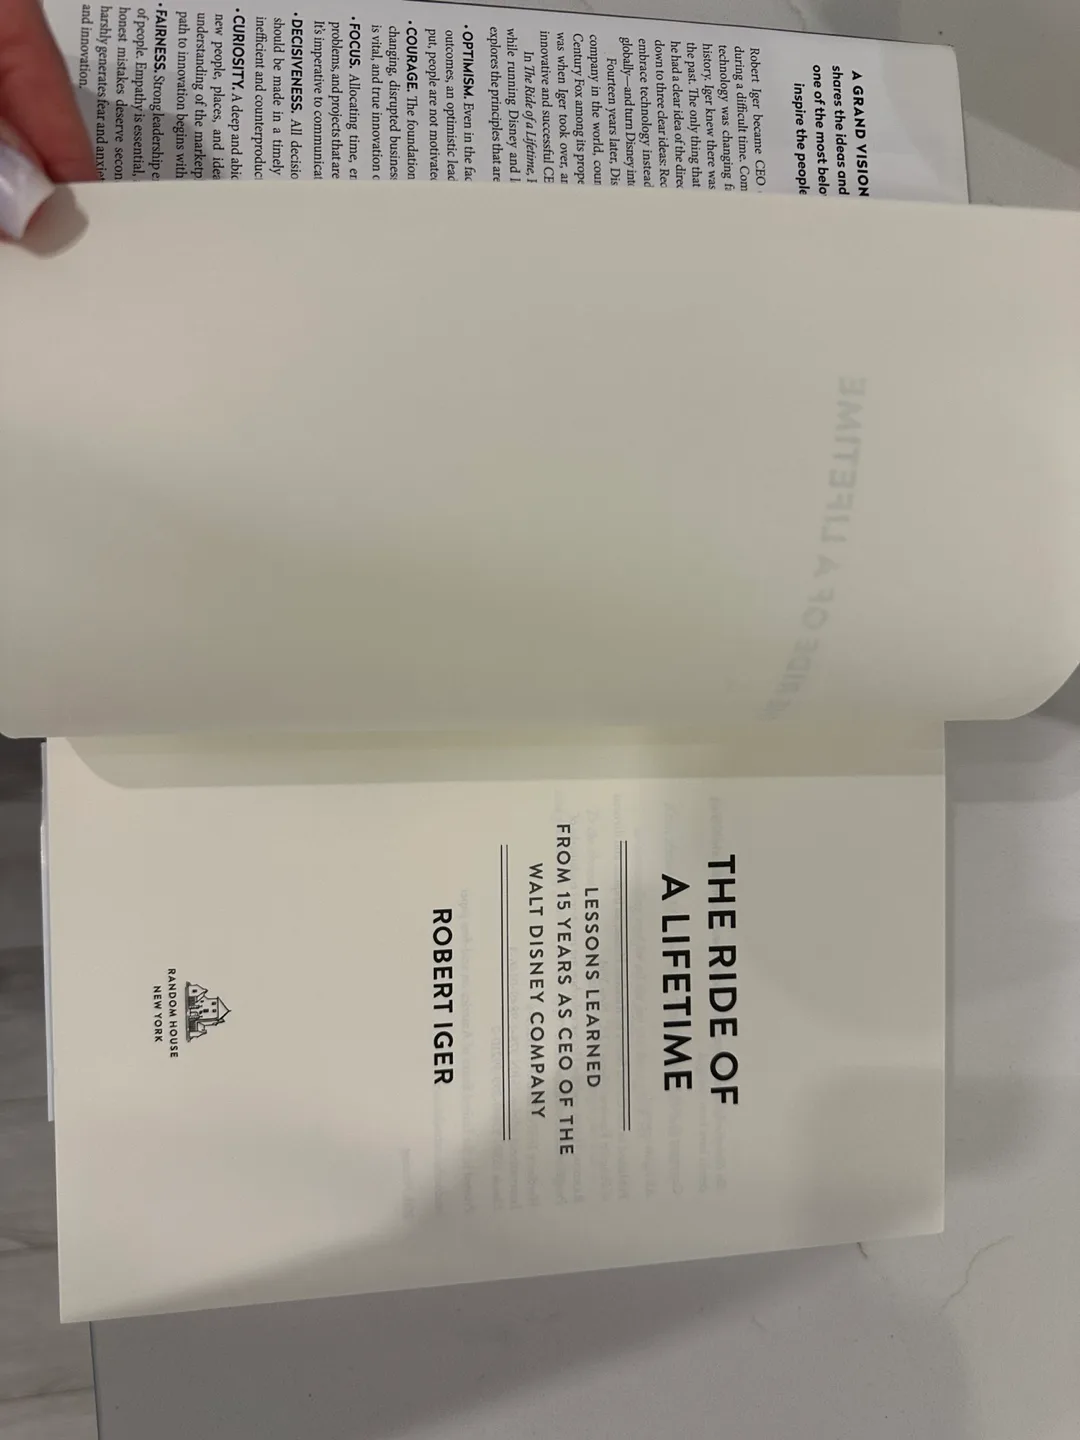 A GRAND VISION
shares the ideas and
one of the most belo
inspire the people
Robert Iger became CEO
during a difficult time. Com
technology was changing fa
history. Iger knew there was
the past. The only thing that
he had a clear idea of the direc
down to three clear ideas: Rec
embrace technology instead
globally—and turn Disney int
Fourteen years later, Dis
company in the world, coun
Century Fox among its prope
was when Iger took over, an
innovative and successful CE
In The Ride of a Lifetime,
while running Disney and
explores the principles that are
• OPTIMISM. Even in the fac
outcomes, an optimistic lead
put, people are not motivate
• COURAGE. The foundation
changing, disrupted busines
is vital, and true innovation
• FOCUS. Allocating time, en
problems, and projects that are
It's imperative to communicat
• DECISIVENESS. All decisio
should be made in a timely
inefficient and counterproduc
• CURIOSITY. A deep and abid
new people, places, and idea
understanding of the marketp
path to innovation begins with
• FAIRNESS. Strong leadership e
of people. Empathy is essential,
honest mistakes deserve secon
harshly generates fear and anxiet
and innovation.
RIDE OF A LIFETIME
THE RIDE OF
A LIFETIME
LESSONS LEARNED
FROM 15 YEARS AS CEO OF THE
WALT DISNEY COMPANY
ROBERT IGER
RANDOM HOUSE
NEW YORK